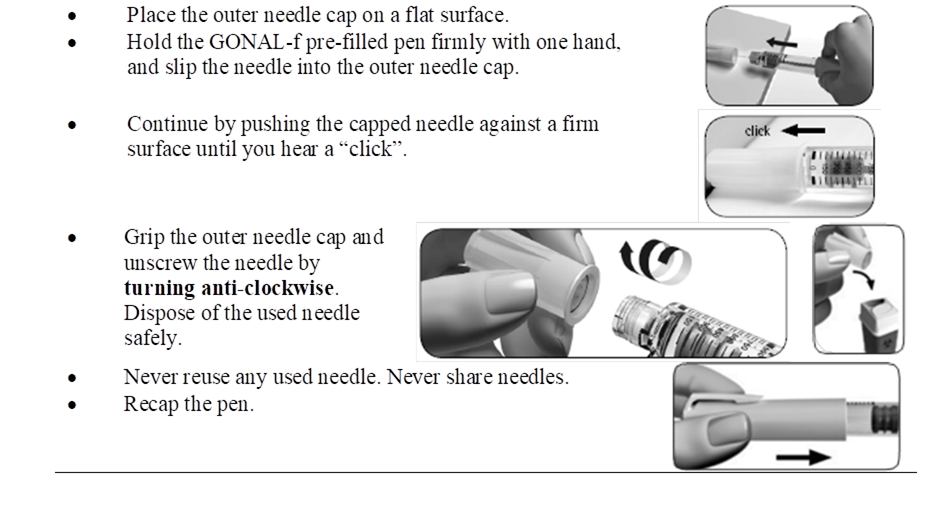 • Place the outer needle cap on a flat surface.
• Hold the GONAL-f pre-filled pen firmly with one hand,
and slip the needle into the outer needle cap.
• Continue by pushing the capped needle against a firm
surface until you hear a “click”.
click
• Grip the outer needle cap and
unscrew the needle by
turning anti-clockwise.
Dispose of the used needle
safely.
• Never reuse any used needle. Never share needles.
• Recap the pen.